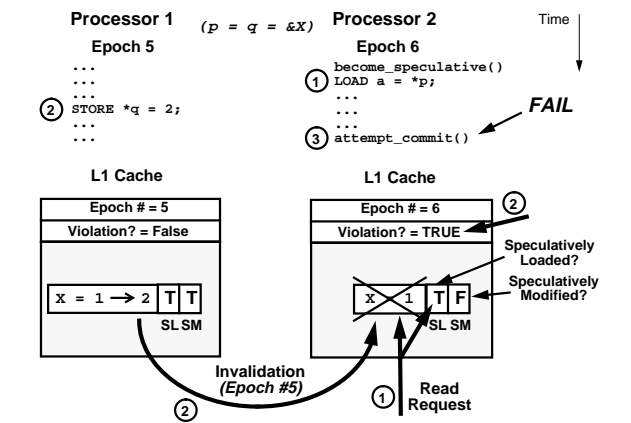 Processor 1
(p = q = &X)
Processor 2
Time
Epoch 5
Epoch 6
...
...
...
② STORE *q = 2;
...
...
become_speculative()
① LOAD a = *p;
...
...
...
③ attempt_commit()
FAIL
L1 Cache
Epoch # = 5
Violation? = False
X = 1 → 2 T T
SL SM
L1 Cache
Epoch # = 6
Violation? = TRUE
②
Speculatively
Loaded?
Speculatively
Modified?
X = 1 T F
SL SM
Invalidation
(Epoch #5)
②
① Read
Request